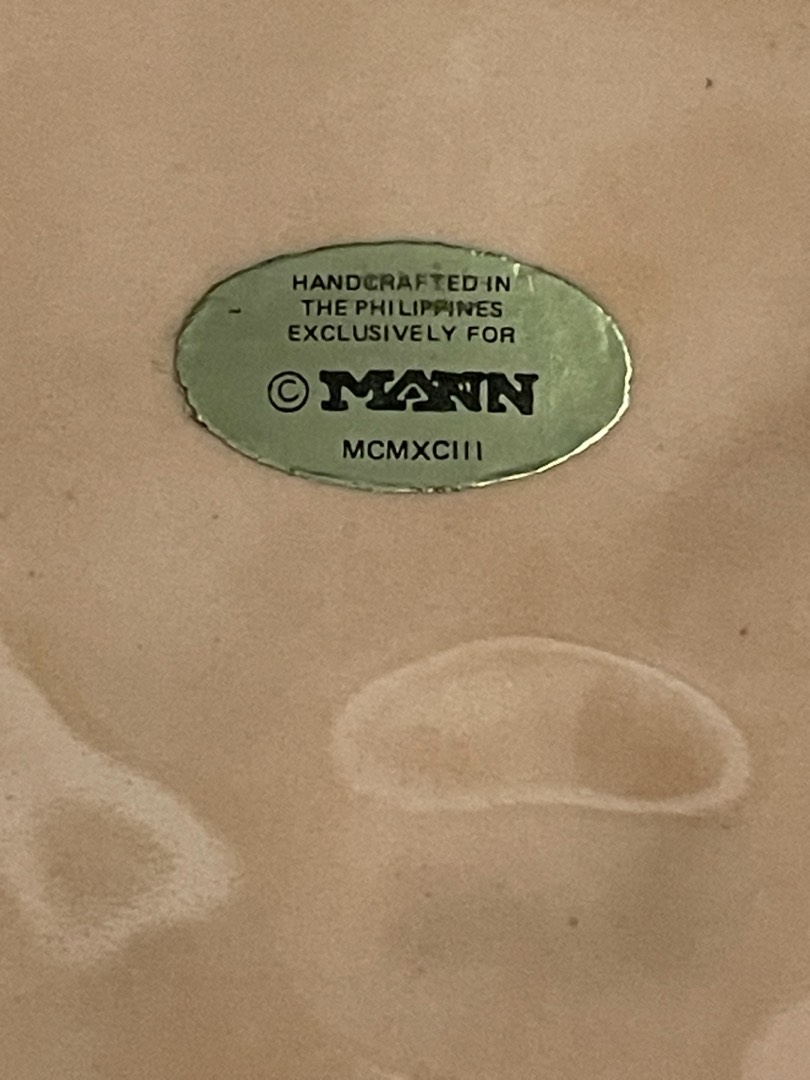 HANDCRAFTED IN
THE PHILIPPINES
EXCLUSIVELY FOR
© MANN
MCMXCIII